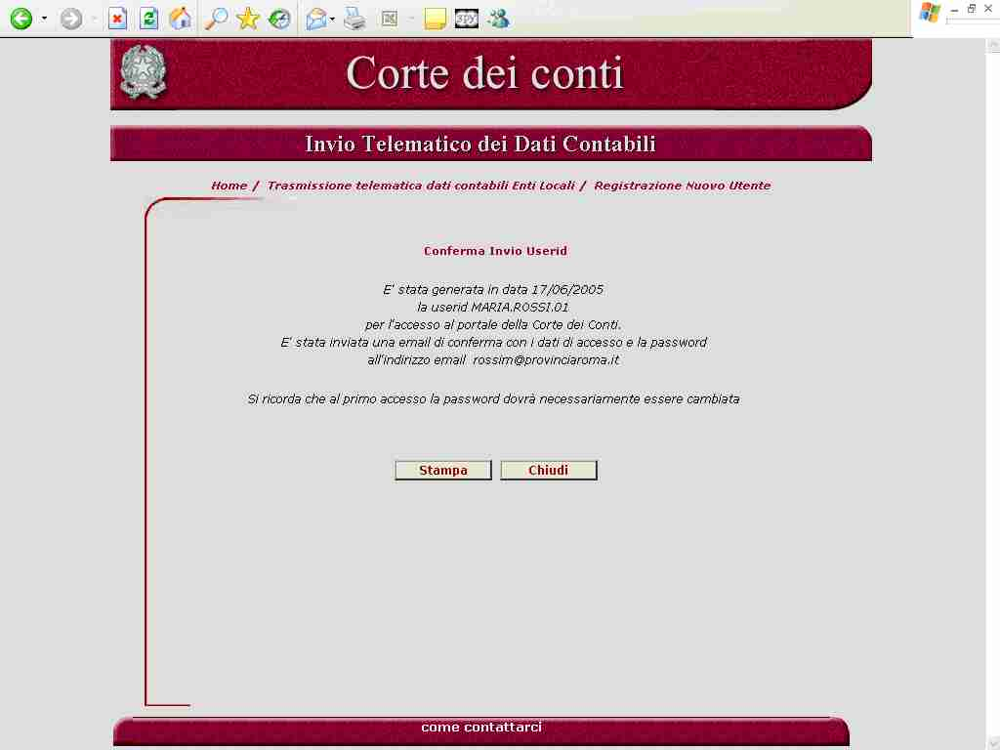 Corte dei conti
Invio Telematico dei Dati Contabili
Home / Trasmissione telematica dati contabili Enti Locali / Registrazione Nuovo Utente
Conferma Invio Userid
E' stata generata in data 17/06/2005
la userid MARIA.ROSSI.01
per l'accesso al portale della Corte dei Conti.
E' stata inviata una email di conferma con i dati di accesso e la password
all'indirizzo email rossim@provinciaroma.it
Si ricorda che al primo accesso la password dovrà necessariamente essere cambiata
Stampa Chiudi
come contattarci